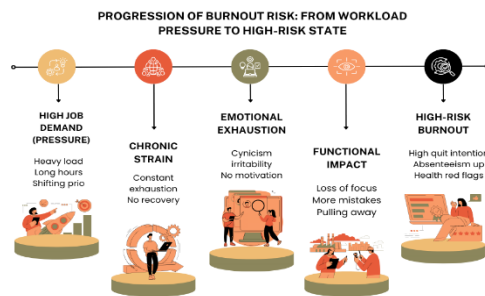 PROGRESSION OF BURNOUT RISK: FROM WORKLOAD
PRESSURE TO HIGH-RISK STATE
HIGH JOB
DEMAND
(PRESSURE)
Heavy load
Long hours
Shifting prio
CHRONIC
STRAIN
Constant
exhaustion
No recovery
EMOTIONAL
EXHAUSTION
Cynicism
irritability
No motivation
FUNCTIONAL
IMPACT
Loss of focus
More mistakes
Pulling away
HIGH-RISK
BURNOUT
High quit intention
Absenteeism up
Health red flags